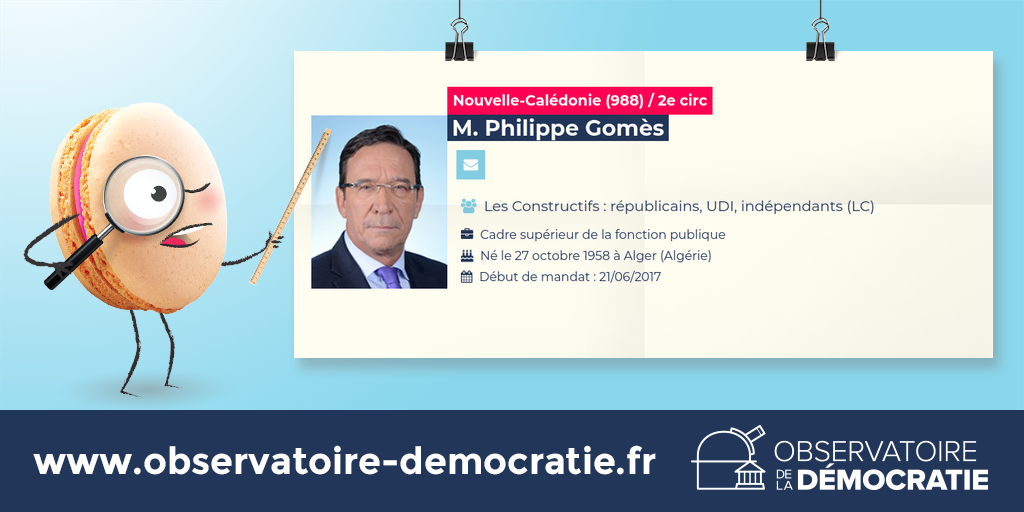 Nouvelle-Calédonie (988) / 2e circ
M. Philippe Gomès
Les Constructifs : républicains, UDI, indépendants (LC)
Cadre supérieur de la fonction publique
Né le 27 octobre 1958 à Alger (Algérie)
Début de mandat : 21/06/2017
www.observatoire-democratie.fr
OBSERVATOIRE
DE LA DÉMOCRATIE